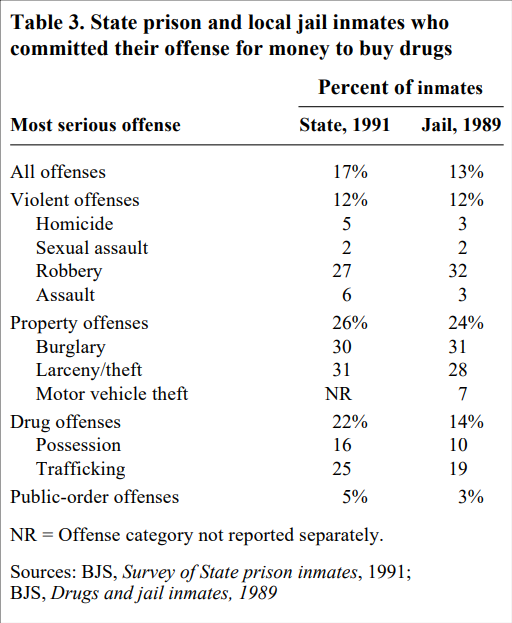 Table 3. State prison and local jail inmates who
committed their offense for money to buy drugs
Percent of inmates
Most serious offense State, 1991 Jail, 1989
All offenses 17% 13%
Violent offenses 12% 12%
Homicide 5 3
Sexual assault 2 2
Robbery 27 32
Assault 6 3
Property offenses 26% 24%
Burglary 30 31
Larceny/theft 31 28
Motor vehicle theft NR 7
Drug offenses 22% 14%
Possession 16 10
Trafficking 25 19
Public-order offenses 5% 3%
NR = Offense category not reported separately.
Sources: BJS, Survey of State prison inmates, 1991;
BJS, Drugs and jail inmates, 1989